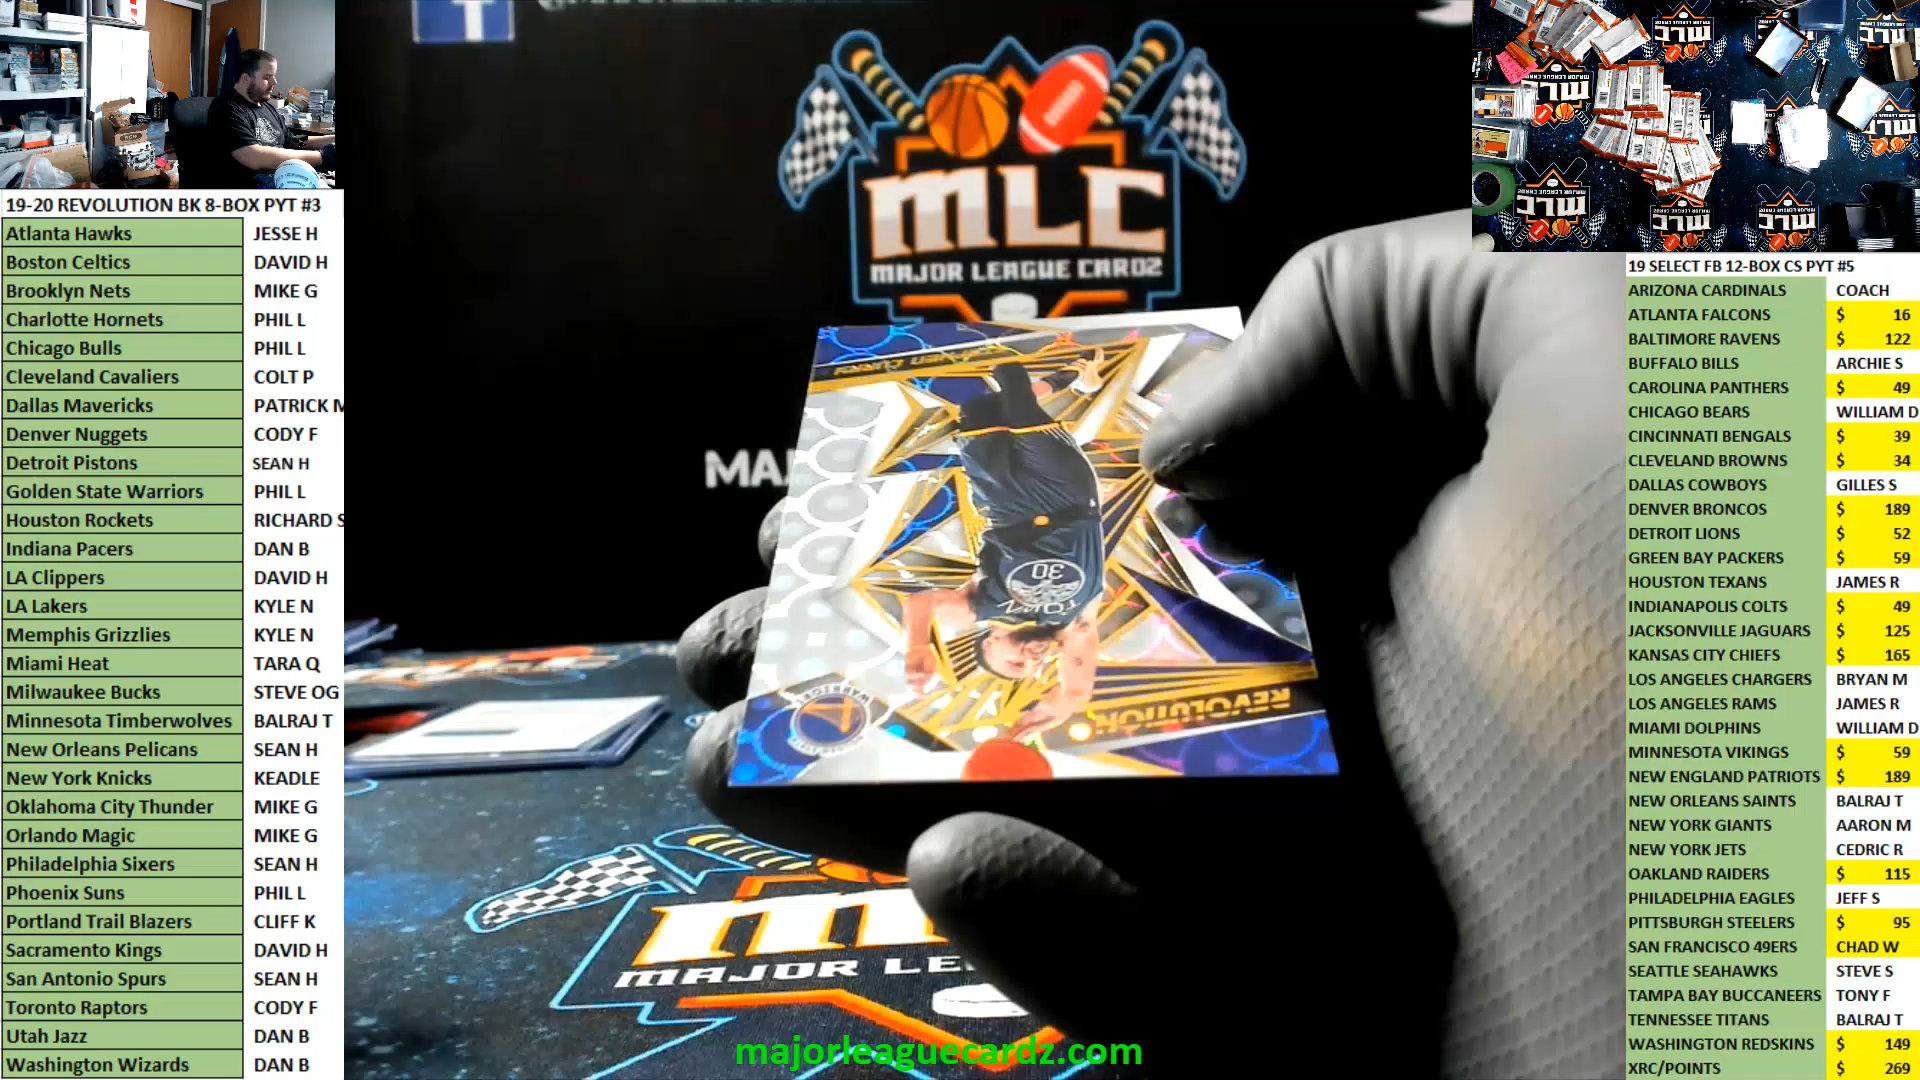 19-20 REVOLUTION BK 8-BOX PYT #3
Atlanta Hawks JESSE H
Boston Celtics DAVID H
Brooklyn Nets MIKE G
Charlotte Hornets PHIL L
Chicago Bulls PHIL L
Cleveland Cavaliers COLT P
Dallas Mavericks PATRICK M
Denver Nuggets CODY F
Detroit Pistons SEAN H
Golden State Warriors PHIL L
Houston Rockets RICHARD S
Indiana Pacers DAN B
LA Clippers DAVID H
LA Lakers KYLE N
Memphis Grizzlies KYLE N
Miami Heat TARA Q
Milwaukee Bucks STEVE OG
Minnesota Timberwolves BALRAJ T
New Orleans Pelicans SEAN H
New York Knicks KEADLE
Oklahoma City Thunder MIKE G
Orlando Magic MIKE G
Philadelphia Sixers SEAN H
Phoenix Suns PHIL L
Portland Trail Blazers CLIFF K
Sacramento Kings DAVID H
San Antonio Spurs SEAN H
Toronto Raptors CODY F
Utah Jazz DAN B
Washington Wizards DAN B
MLC
MAJOR LEAGUE CARDZ
STEPHEN CURRY
30
REVOLUTION
MAJOR LE
majorleaguecardz.com
19 SELECT FB 12-BOX CS PYT #5
ARIZONA CARDINALS COACH
ATLANTA FALCONS $ 16
BALTIMORE RAVENS $ 122
BUFFALO BILLS ARCHIE S
CAROLINA PANTHERS $ 49
CHICAGO BEARS WILLIAM D
CINCINNATI BENGALS $ 39
CLEVELAND BROWNS $ 34
DALLAS COWBOYS GILLES S
DENVER BRONCOS $ 189
DETROIT LIONS $ 52
GREEN BAY PACKERS $ 59
HOUSTON TEXANS JAMES R
INDIANAPOLIS COLTS $ 49
JACKSONVILLE JAGUARS $ 125
KANSAS CITY CHIEFS $ 165
LOS ANGELES CHARGERS BRYAN M
LOS ANGELES RAMS JAMES R
MIAMI DOLPHINS WILLIAM D
MINNESOTA VIKINGS $ 59
NEW ENGLAND PATRIOTS $ 189
NEW ORLEANS SAINTS BALRAJ T
NEW YORK GIANTS AARON M
NEW YORK JETS CEDRIC R
OAKLAND RAIDERS $ 115
PHILADELPHIA EAGLES JEFF S
PITTSBURGH STEELERS $ 95
SAN FRANCISCO 49ERS CHAD W
SEATTLE SEAHAWKS STEVE S
TAMPA BAY BUCCANEERS TONY F
TENNESSEE TITANS BALRAJ T
WASHINGTON REDSKINS $ 149
XRC/POINTS $ 269